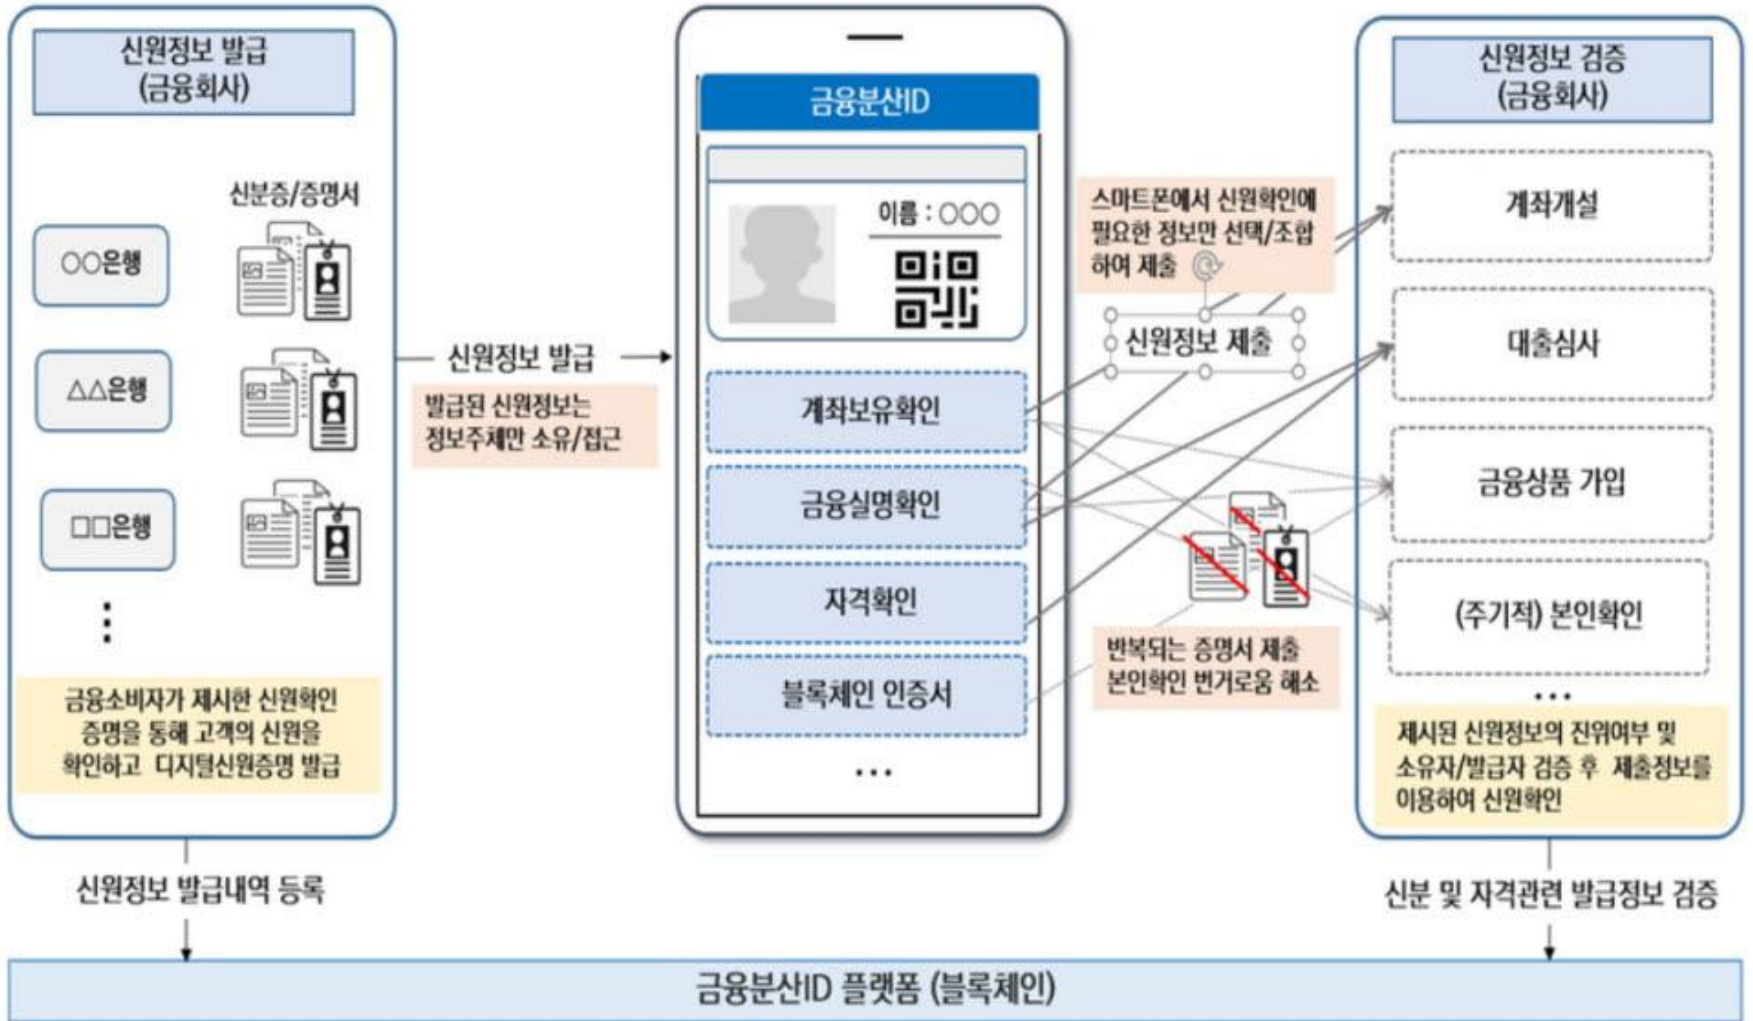 신원정보 발급
(금융회사)
신분증/증명서
○○은행
△△은행
□□은행
금융소비자가 제시한 신원확인
증명을 통해 고객의 신원을
확인하고 디지털신원증명 발급
신원정보 발급
발급된 신원정보는
정보주체만 소유/접근
금융분산ID
이름 : ○○○
계좌보유확인
금융실명확인
자격확인
블록체인 인증서
...
스마트폰에서 신원확인에
필요한 정보만 선택/조합
하여 제출
신원정보 제출
반복되는 증명서 제출
본인확인 번거로움 해소
신원정보 검증
(금융회사)
계좌개설
대출심사
금융상품 가입
(주기적) 본인확인
...
제시된 신원정보의 진위여부 및
소유자/발급자 검증 후 제출정보를
이용하여 신원확인
신원정보 발급내역 등록
신분 및 자격관련 발급정보 검증
금융분산ID 플랫폼 (블록체인)